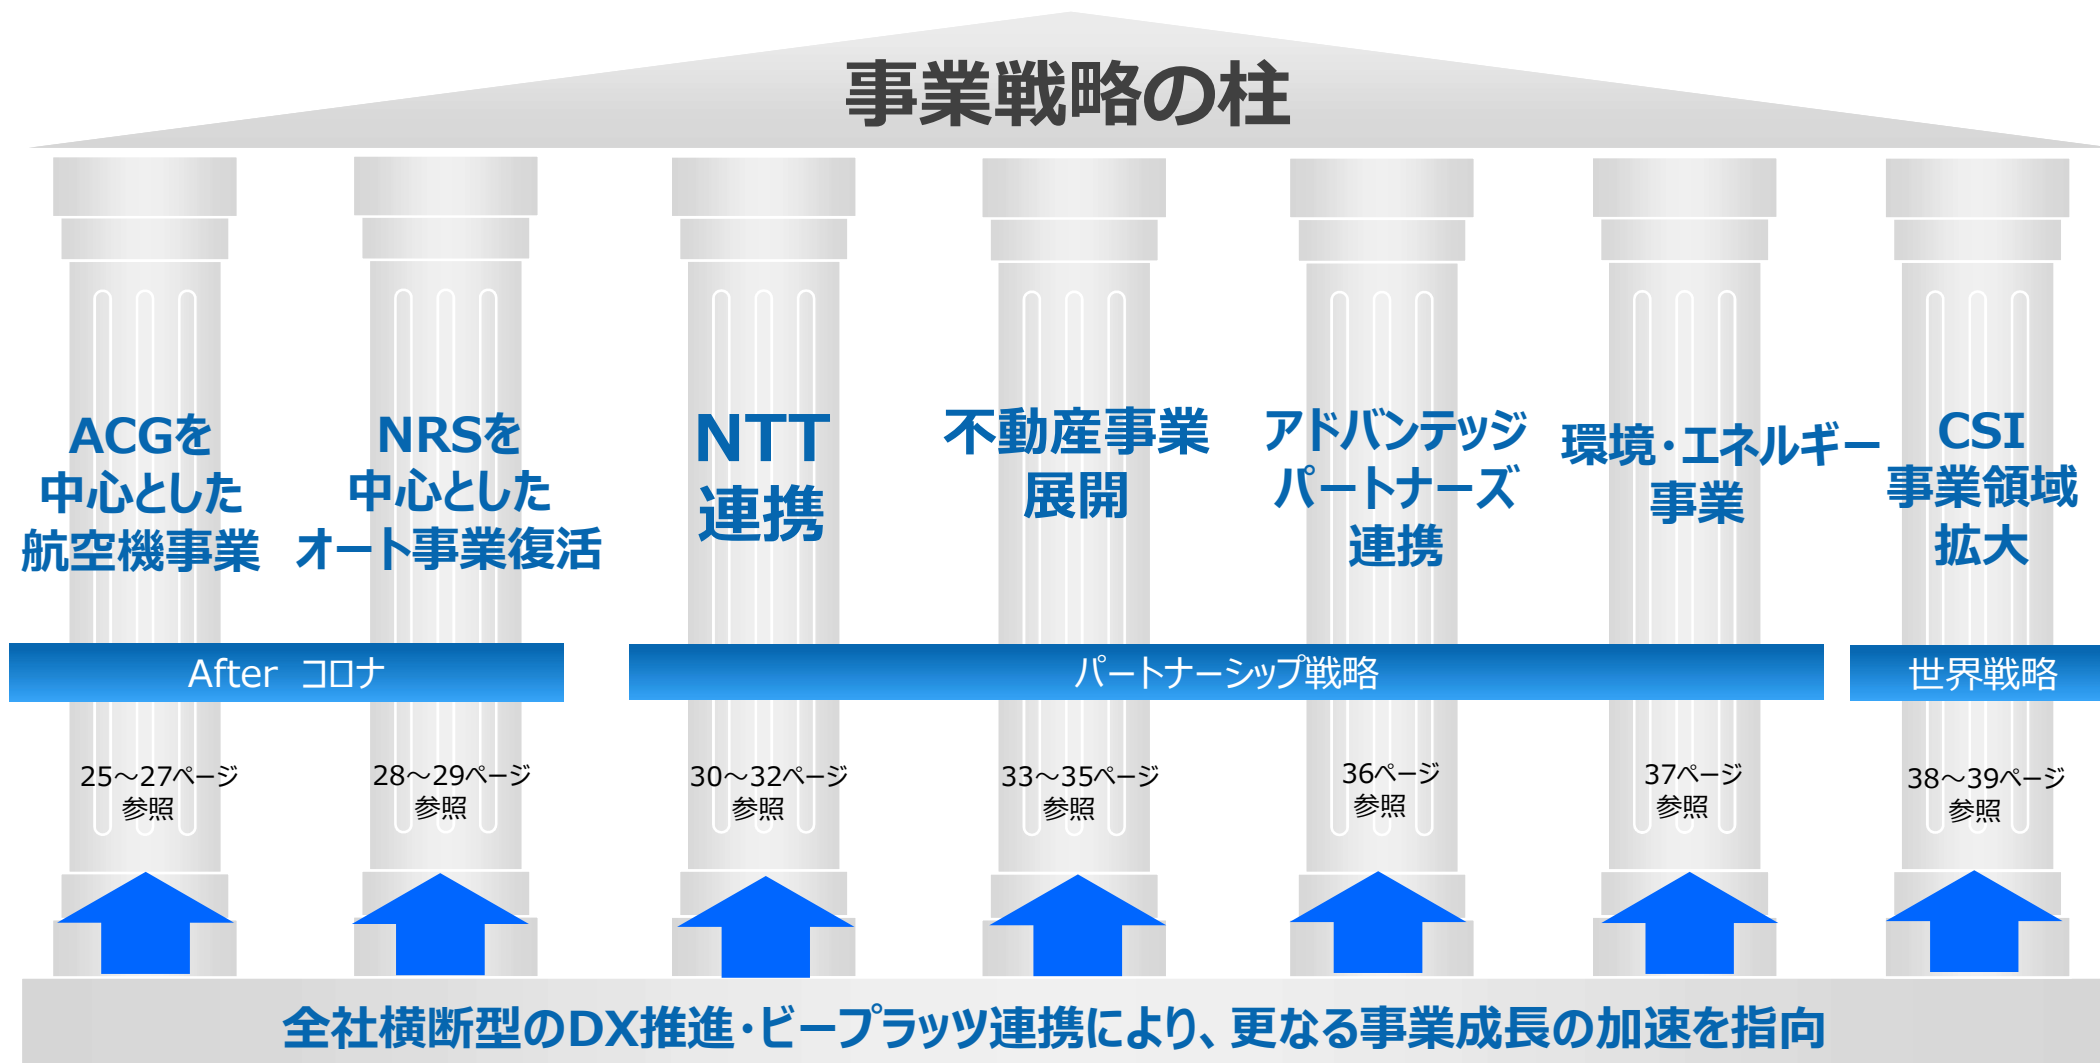 事業戦略の柱
ACGを
中心とした
航空機事業
NRSを
中心とした
オート事業復活
NTT
連携
不動産事業
展開
アドバンテッジ
パートナーズ
連携
環境・エネルギー
事業
CSI
事業領域
拡大
After コロナ
パートナーシップ戦略
世界戦略
25～27ページ
参照
28～29ページ
参照
30～32ページ
参照
33～35ページ
参照
36ページ
参照
37ページ
参照
38～39ページ
参照
全社横断型のDX推進・ビープラッツ連携により、更なる事業成長の加速を指向